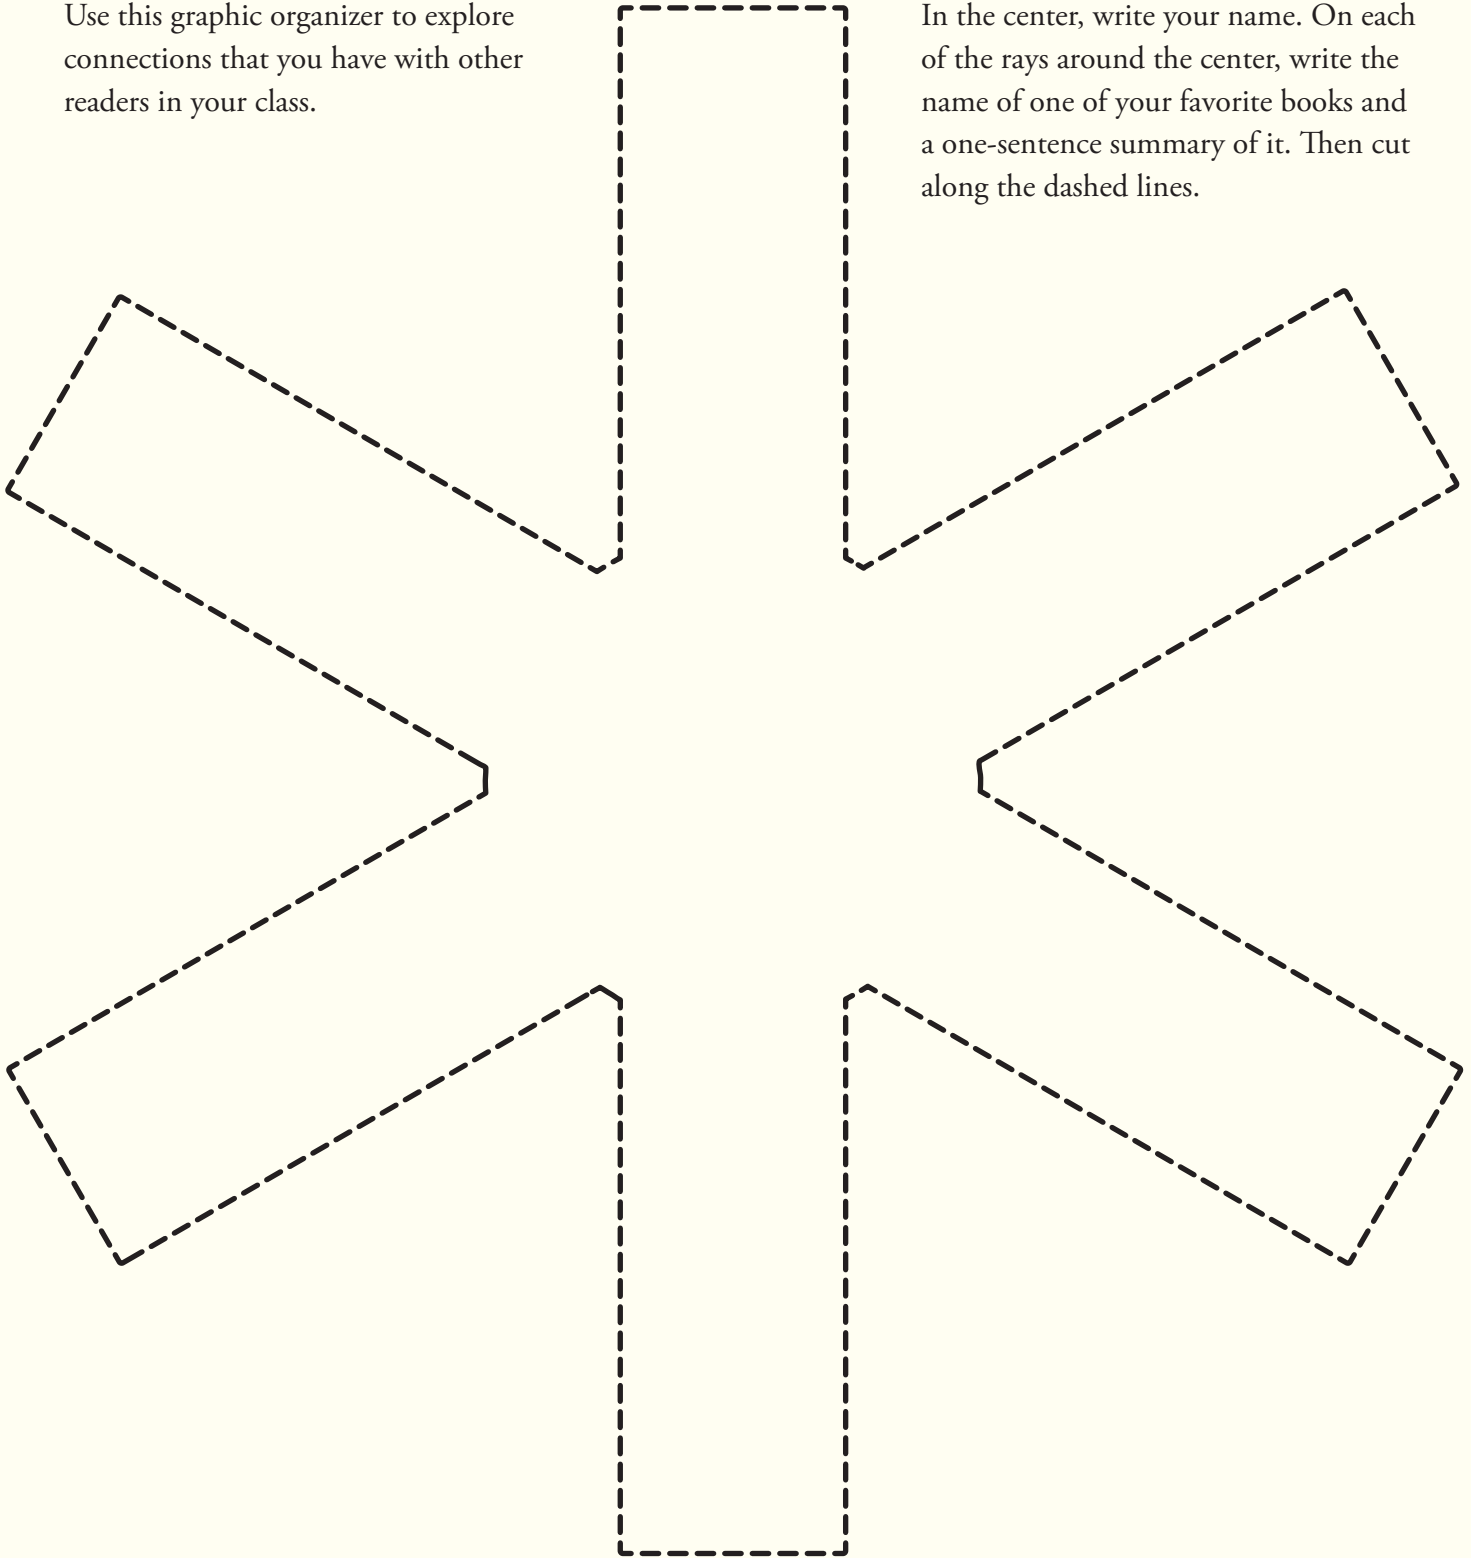 Use this graphic organizer to explore
connections that you have with other
readers in your class.
In the center, write your name. On each
of the rays around the center, write the
name of one of your favorite books and
a one-sentence summary of it. Then cut
along the dashed lines.